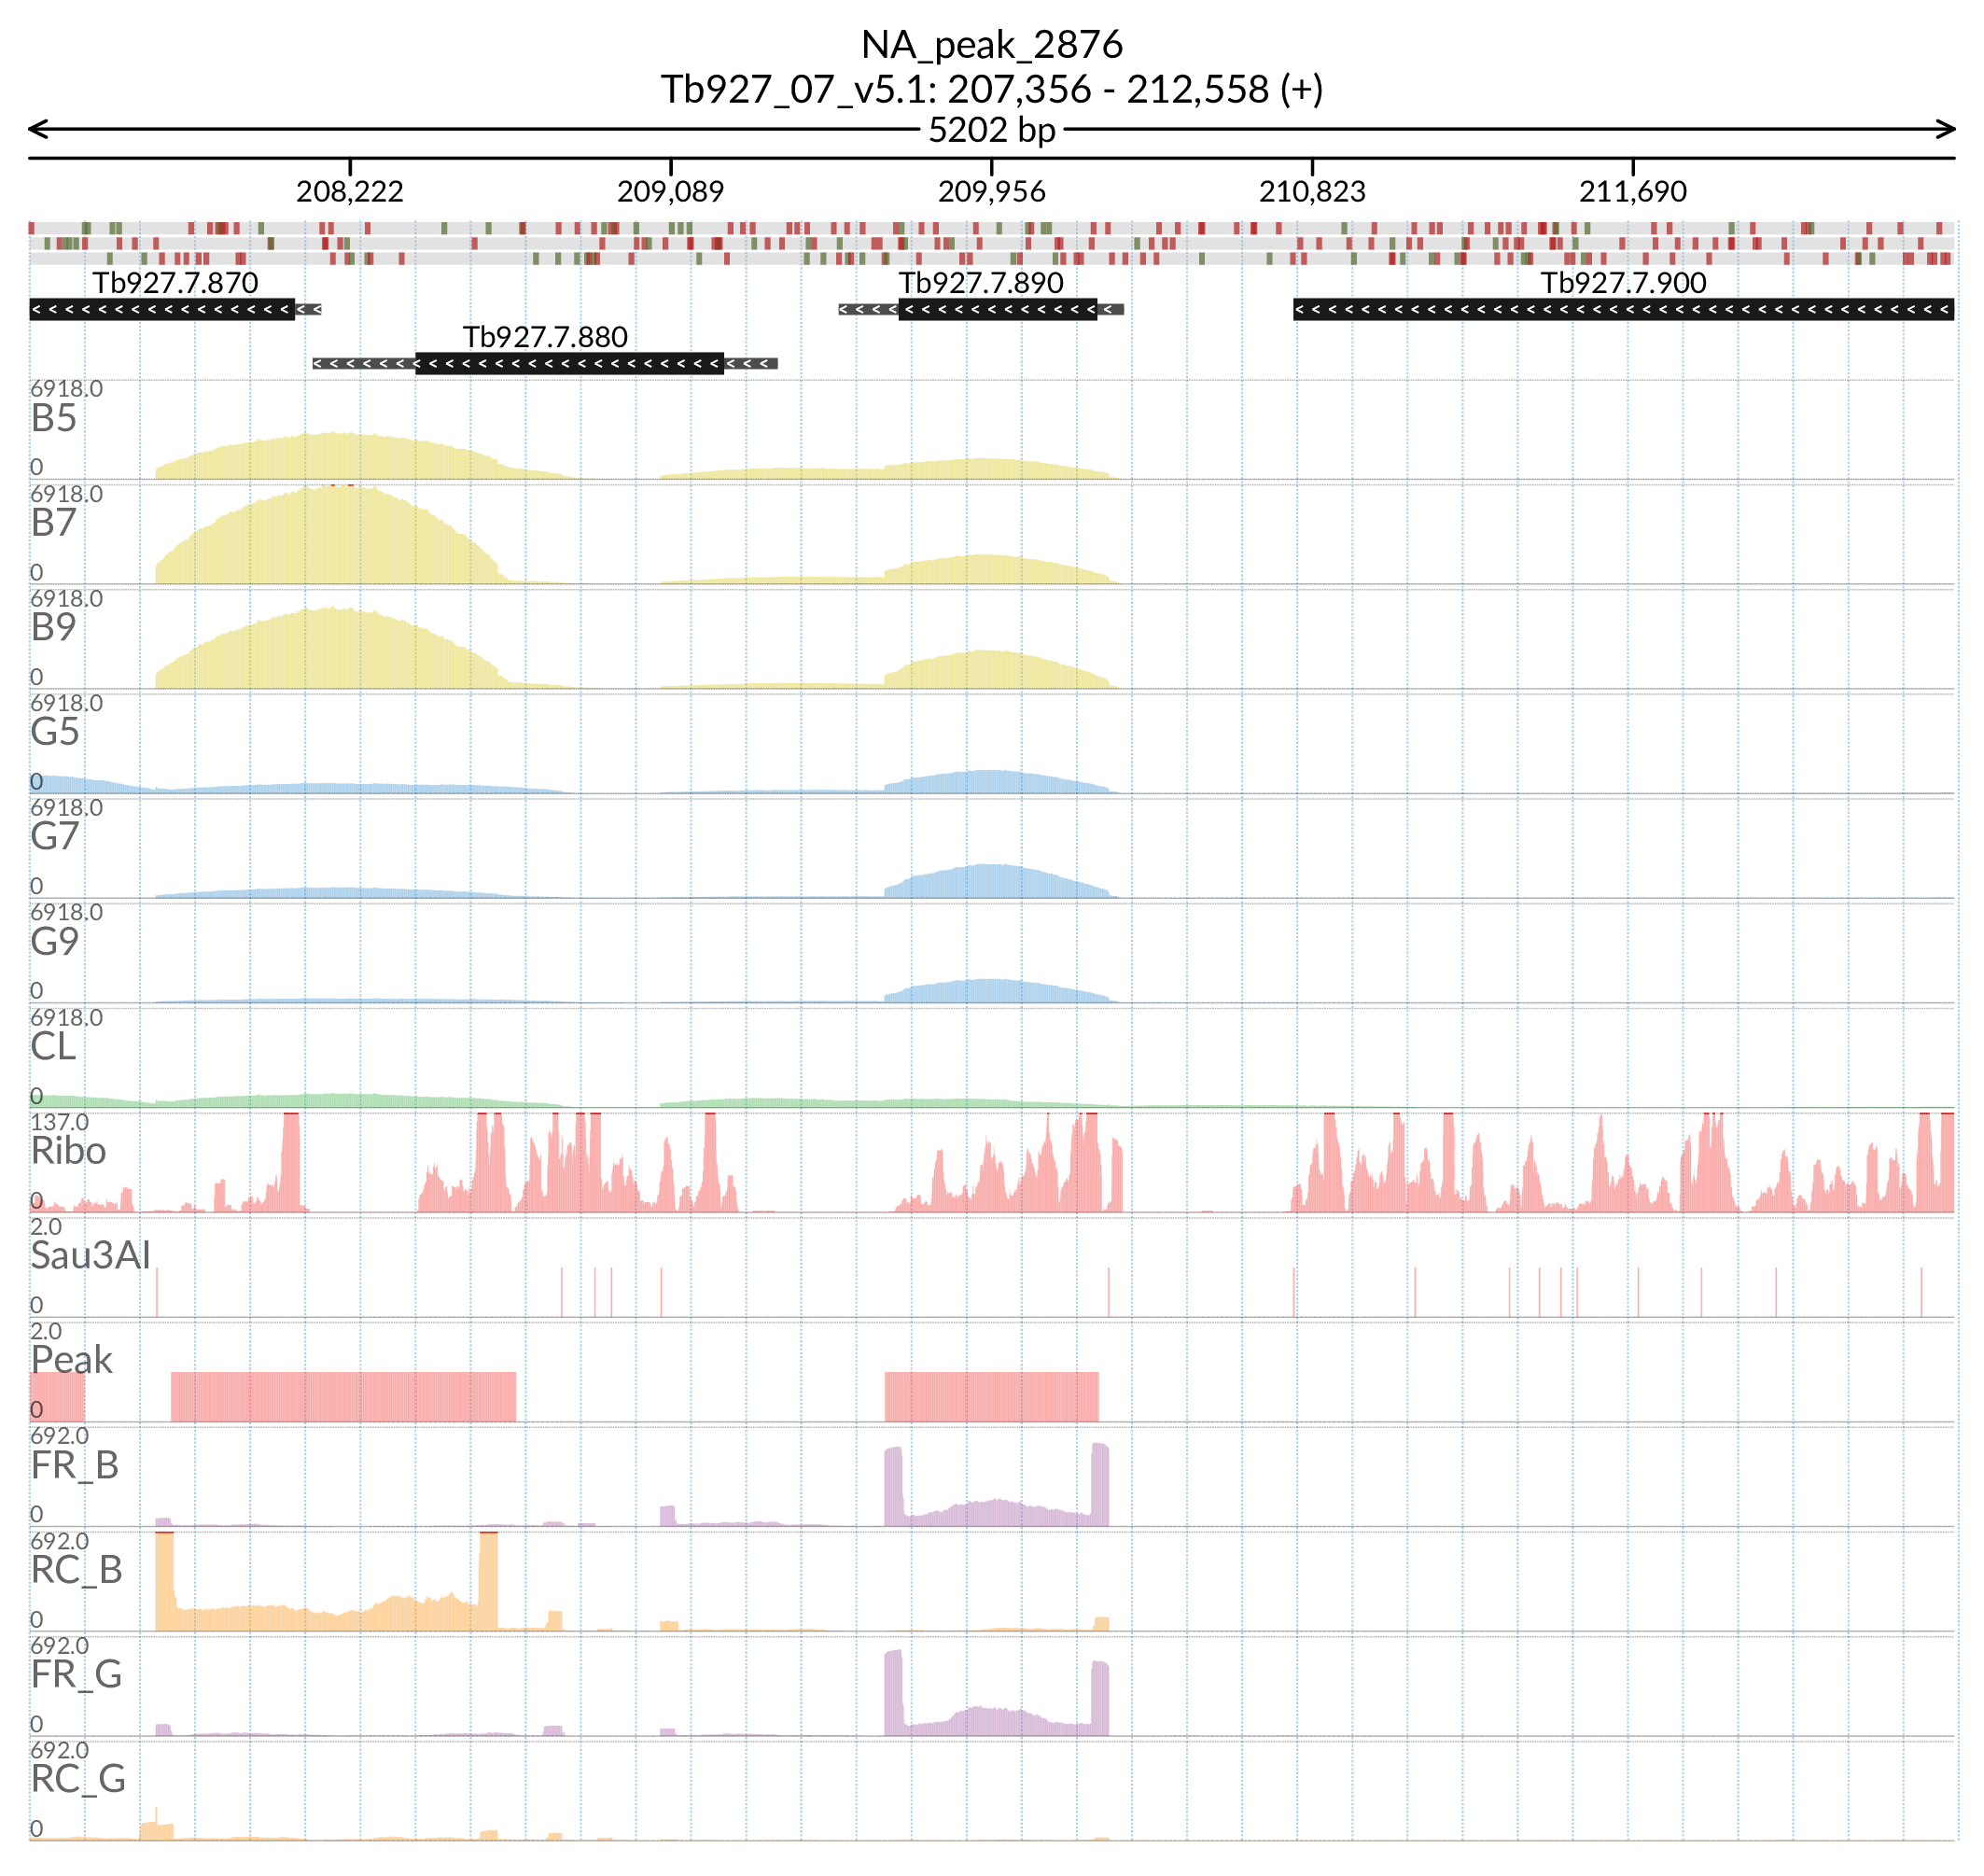 NA_peak_2876
Tb927_07_v5.1: 207,356 - 212,558 (+)
5202 bp
208,222 209,089 209,956 210,823 211,690
Tb927.7.870 Tb927.7.890 Tb927.7.900
Tb927.7.880
6918.0
B5
0
6918.0
B7
0
6918.0
B9
0
6918.0
G5
0
6918.0
G7
0
6918.0
G9
0
6918.0
CL
0
137.0
Ribo
0
2.0
Sau3AI
0
2.0
Peak
0
692.0
FR_B
0
692.0
RC_B
0
692.0
FR_G
0
692.0
RC_G
0